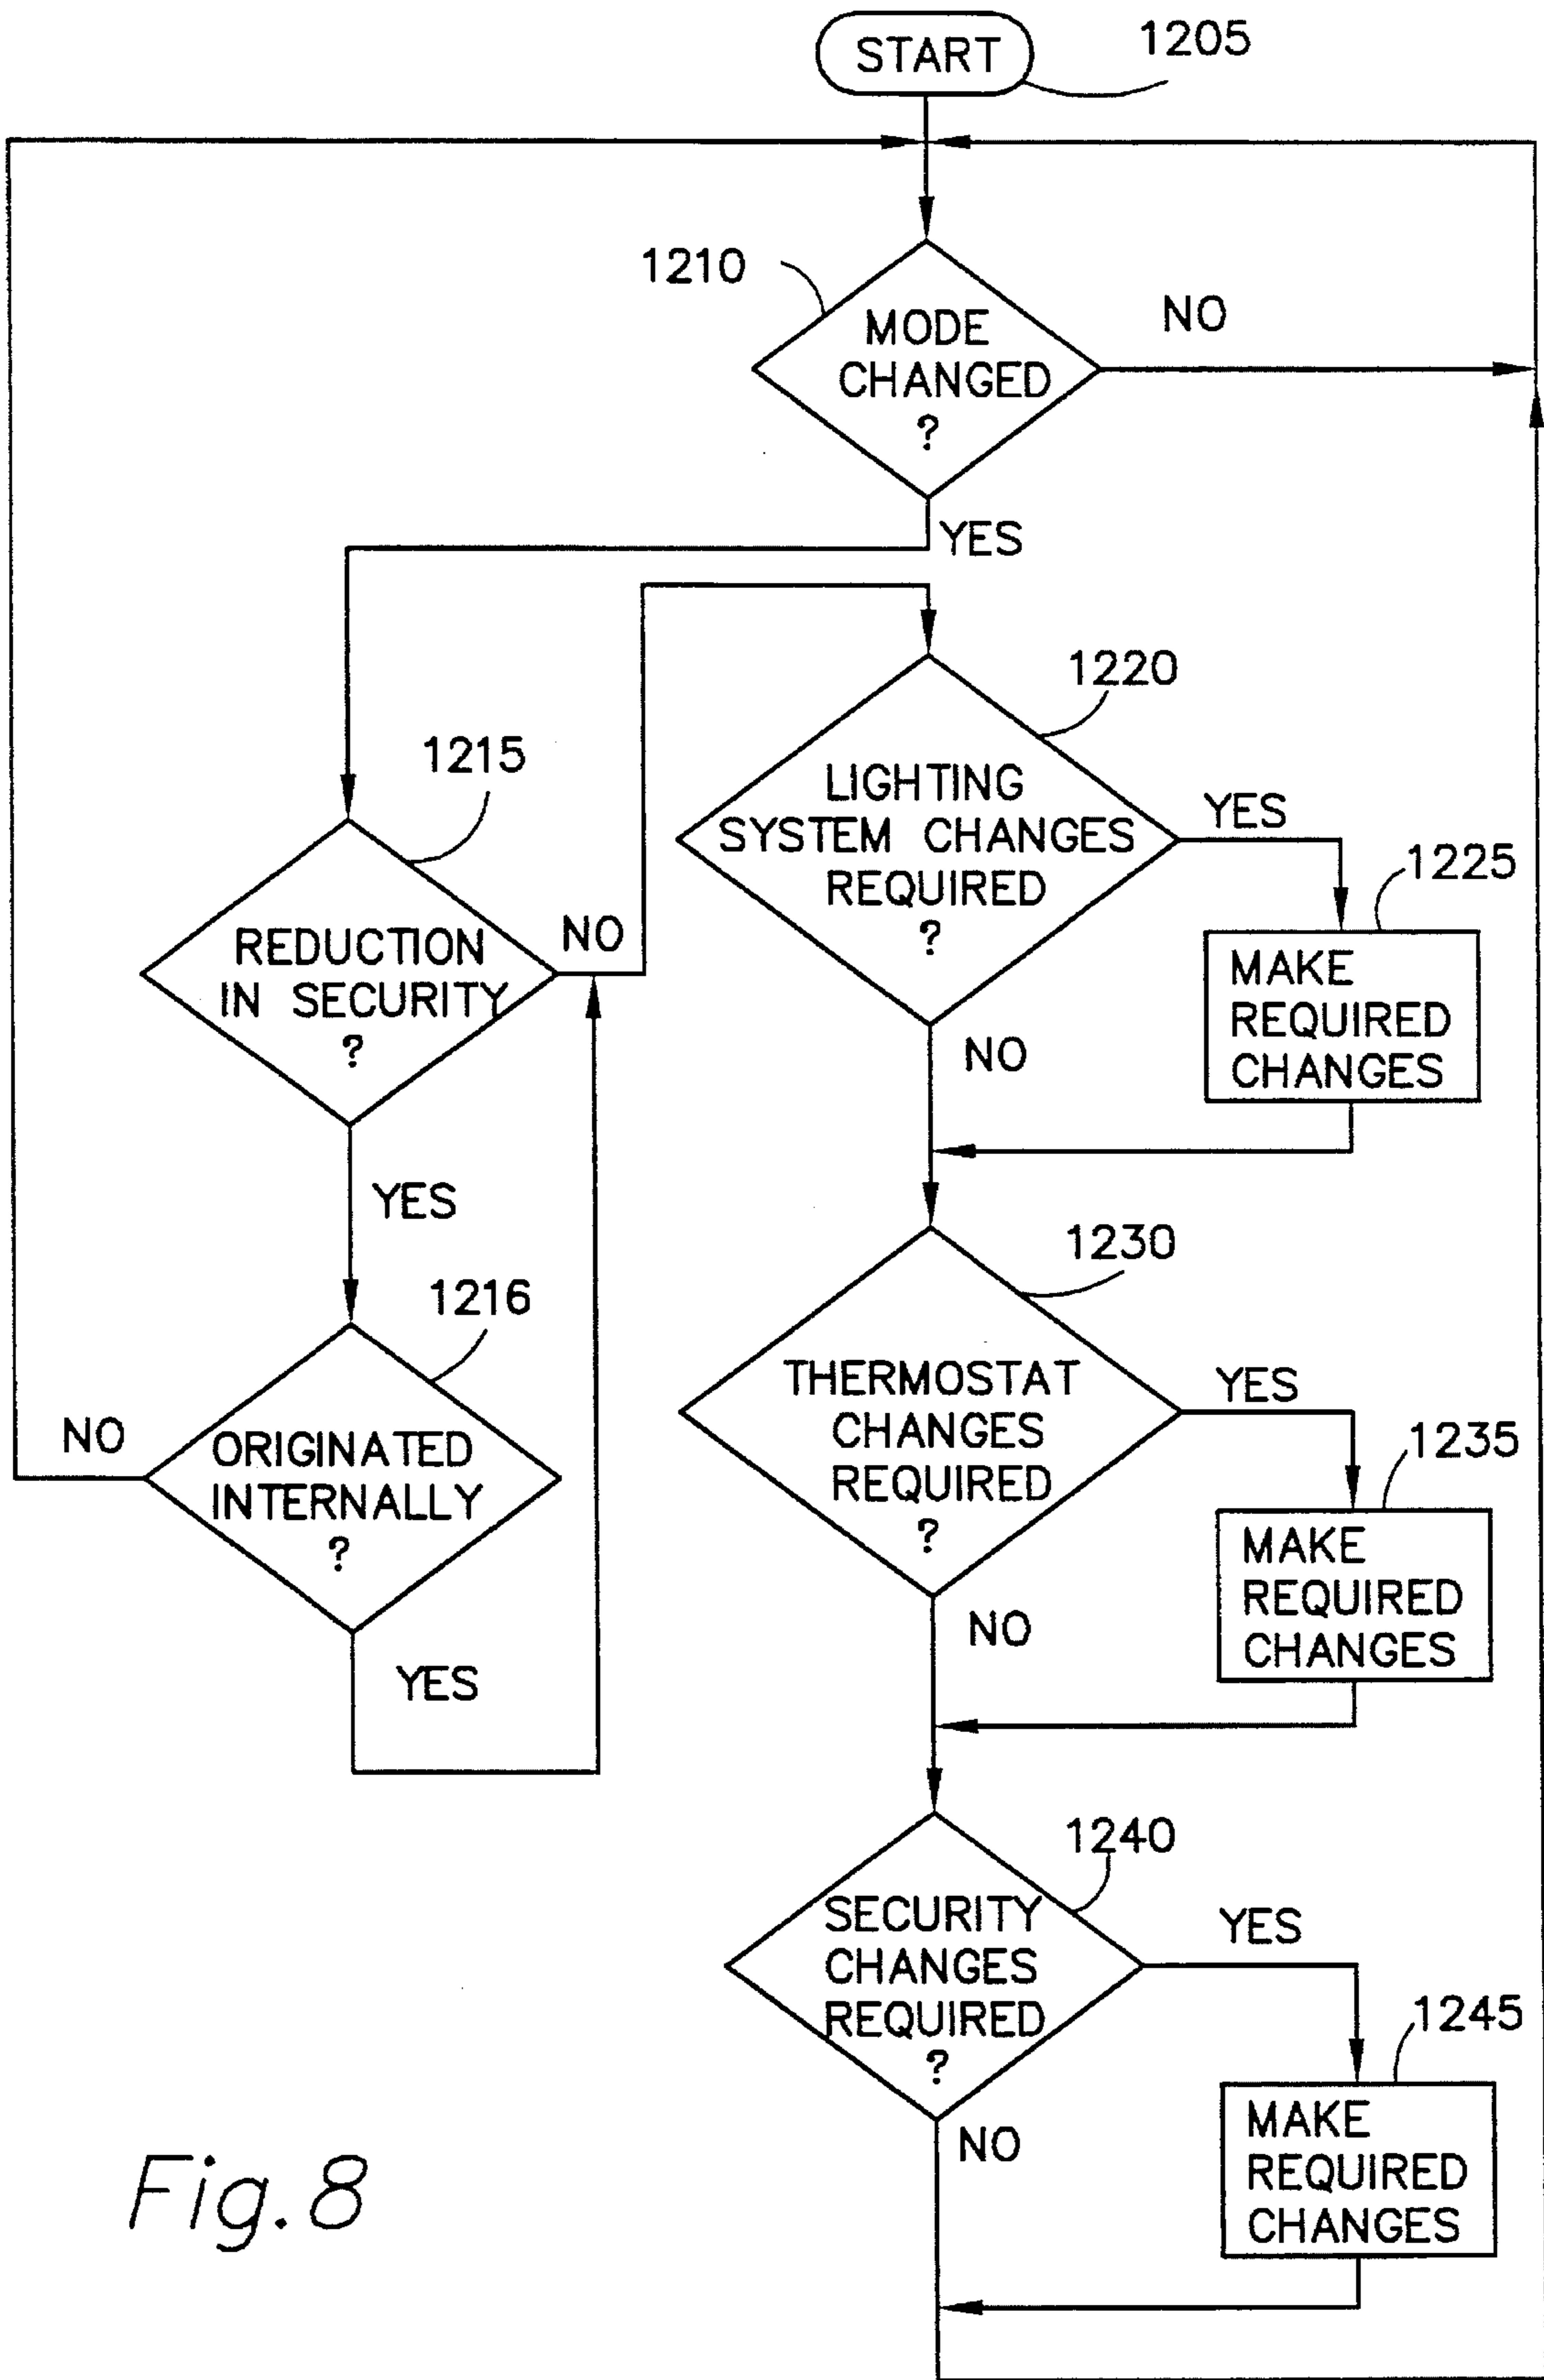 START
1205
1210
MODE
CHANGED
?
NO
YES
1220
1215
LIGHTING
SYSTEM CHANGES
REQUIRED
?
YES
1225
REDUCTION
IN SECURITY
?
NO
MAKE
REQUIRED
CHANGES
NO
YES
1230
1216
THERMOSTAT
CHANGES
REQUIRED
?
YES
1235
NO
ORIGINATED
INTERNALLY
?
MAKE
REQUIRED
CHANGES
NO
YES
1240
SECURITY
CHANGES
REQUIRED
?
YES
1245
MAKE
REQUIRED
CHANGES
NO
Fig. 8